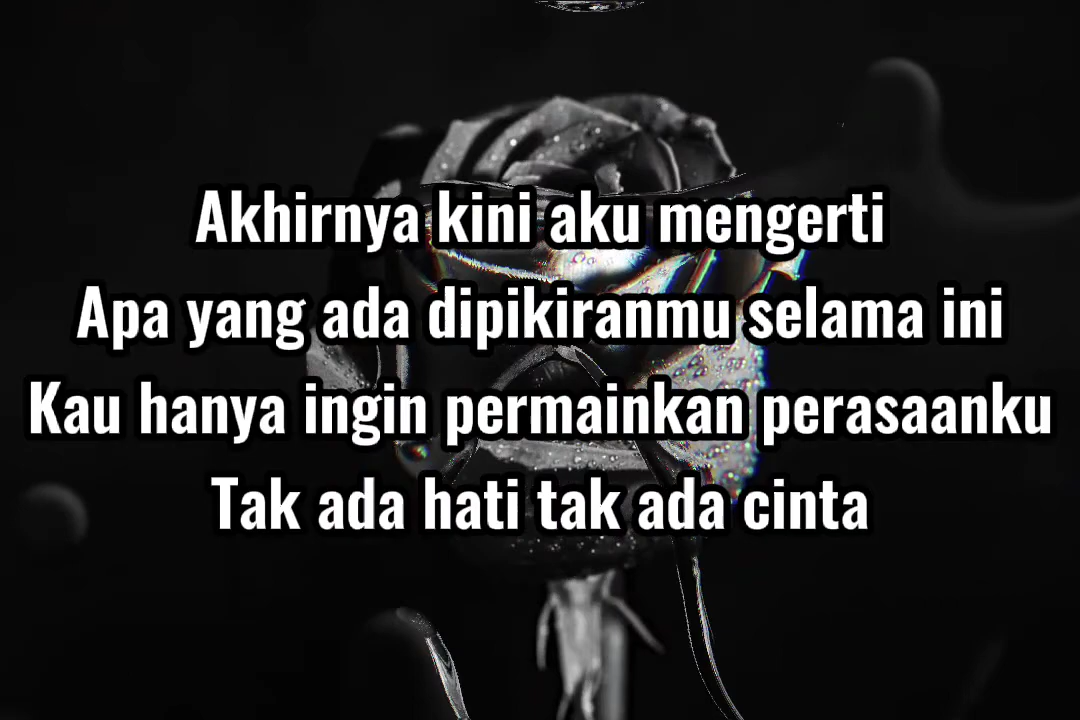 Akhirnya kini aku mengerti
Apa yang ada dipikiranmu selama ini
Kau hanya ingin permainkan perasaanku
Tak ada hati tak ada cinta